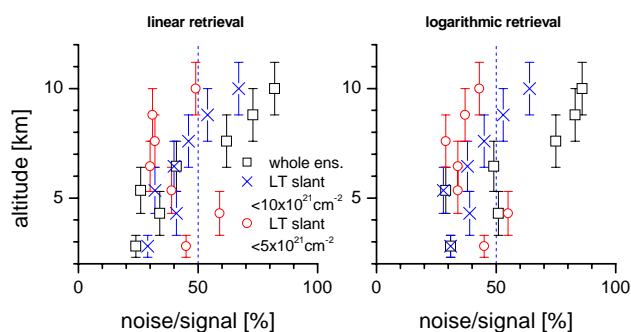 linear retrieval
logarithmic retrieval
altitude [km]
10
5
10
5
whole ens.
LT slant
<10x10²¹cm⁻²
LT slant
<5x10²¹cm⁻²
0
50
100
0
50
100
noise/signal [%]
noise/signal [%]